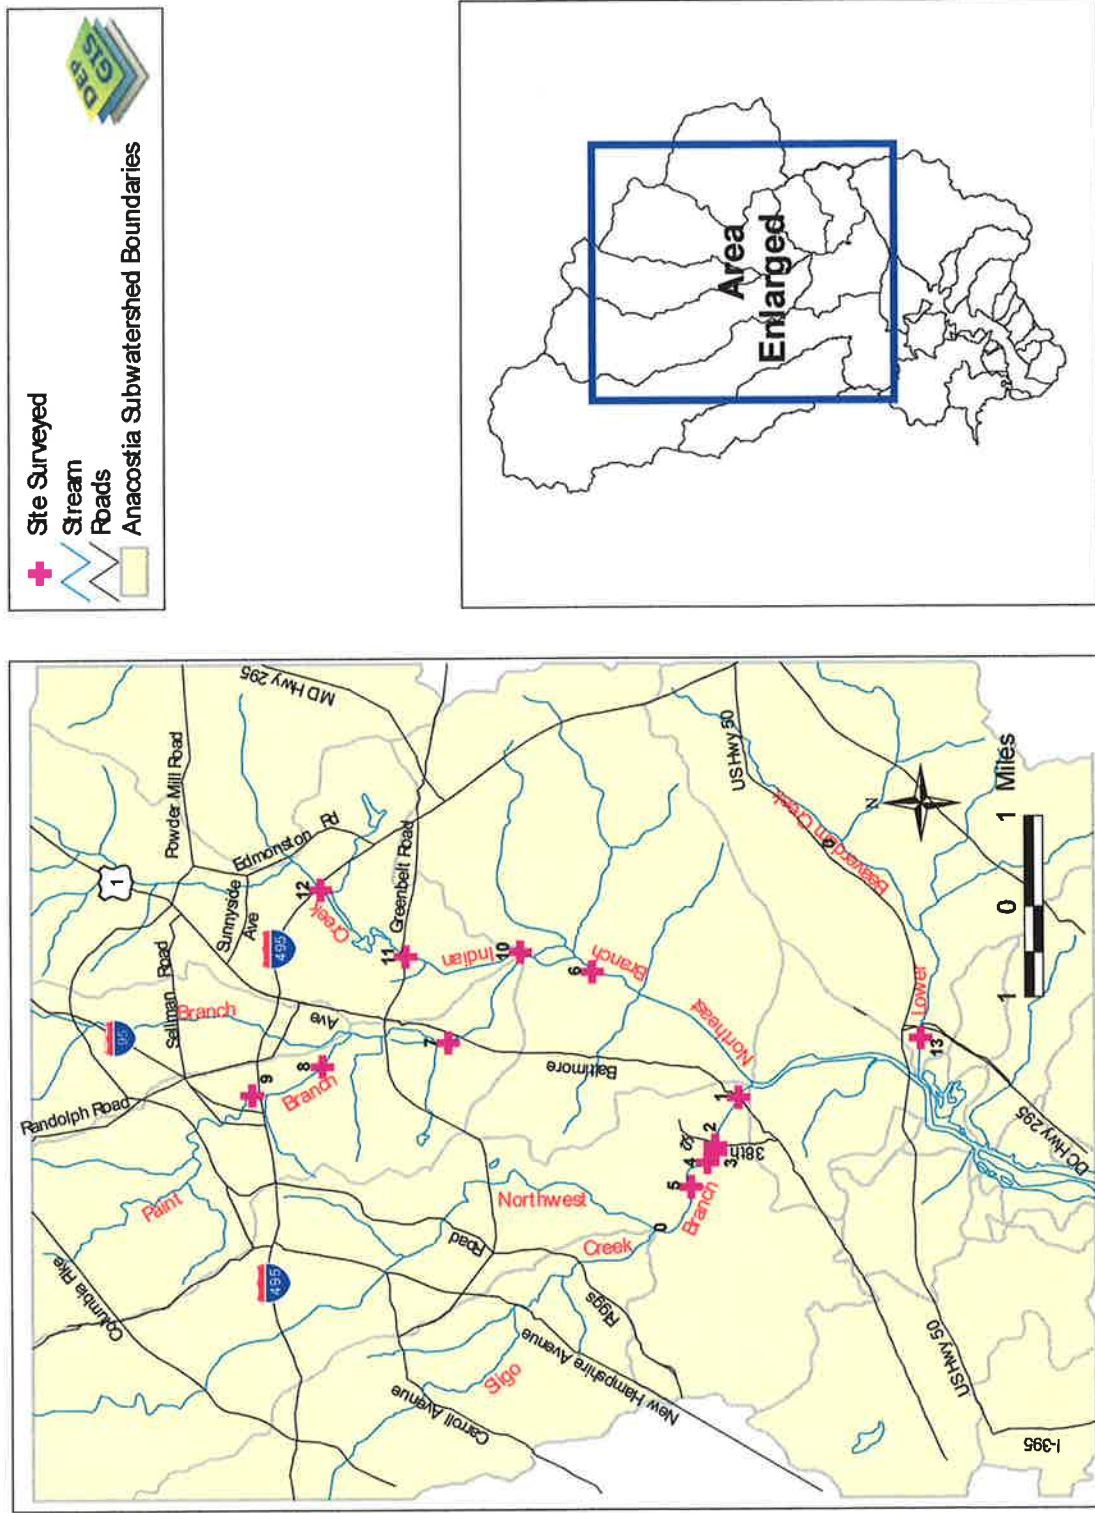 Site Surveyed
Stream
Roads
Anacostia Subwatershed Boundaries
DEP
GIS
Area
Enlarged
Randolph Road
95
1
Powder Mill Road
MD Hwy 295
Sellman Road
Sunnyside
Ave
Edmonston Rd
495
Branch
12
Creek
Greenbelt Road
11
Indian
10
6
Branch
Northeast
9
8
Branch
Ave
7
Baltimore
Paint
Columbia Pike
495
Northwest
Road
Creek
Riggs
Sligo
New Hampshire Avenue
Carroll Avenue
0
5
4
3
2
1
38th
Branch
US Hwy 50
Beaverdam Creek
0
Lower
13
DC Hwy 295
US Hwy 50
I-395
N
1 0 1 Miles